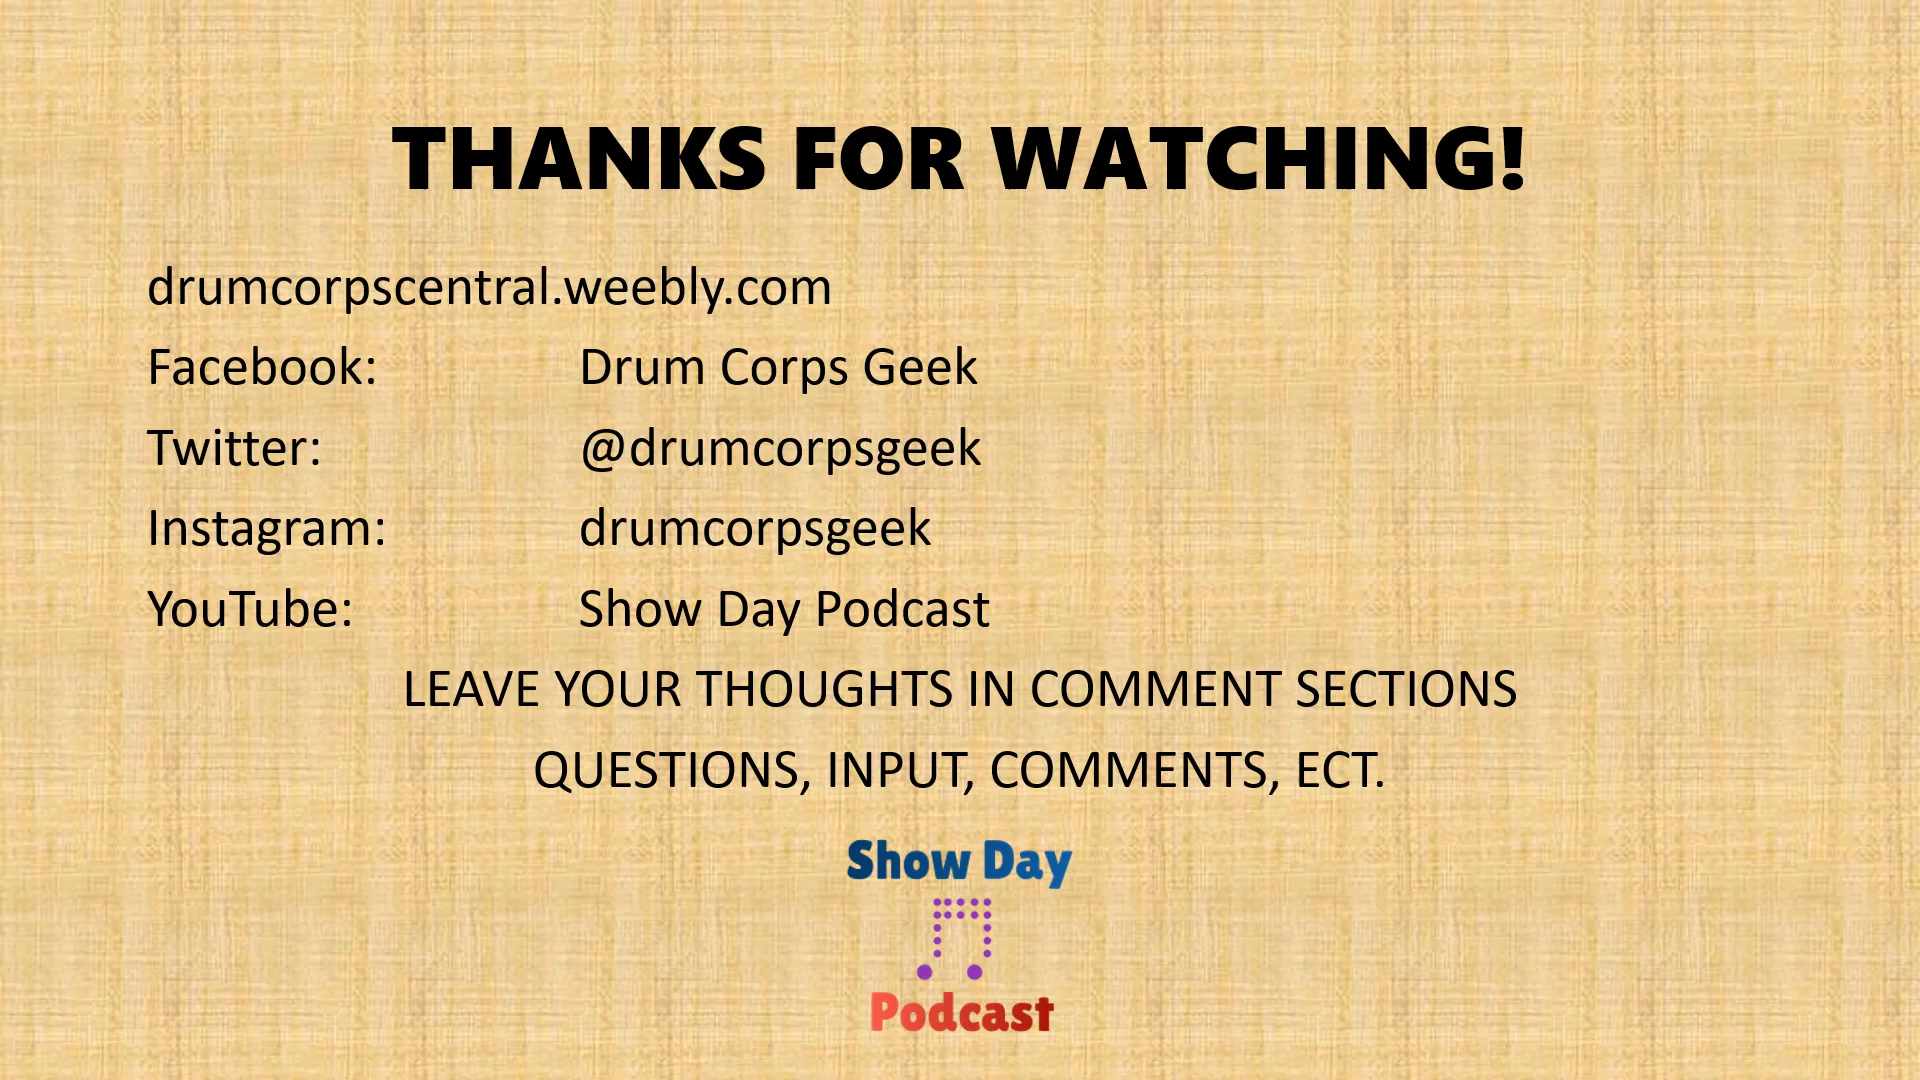 THANKS FOR WATCHING!
drumcorpscentral.weebly.com
Facebook: Drum Corps Geek
Twitter: @drumcorpsgeek
Instagram: drumcorpsgeek
YouTube: Show Day Podcast
LEAVE YOUR THOUGHTS IN COMMENT SECTIONS
QUESTIONS, INPUT, COMMENTS, ECT.
Show Day
Podcast